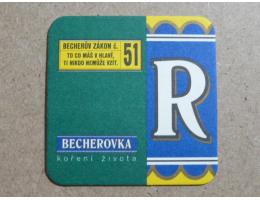 BECHERŮV ZÁKON Č. 51
TO CO MÁŠ V HLAVĚ,
TI NIKDO NEMŮŽE VZÍT.
R
BECHEROVKA
koření života